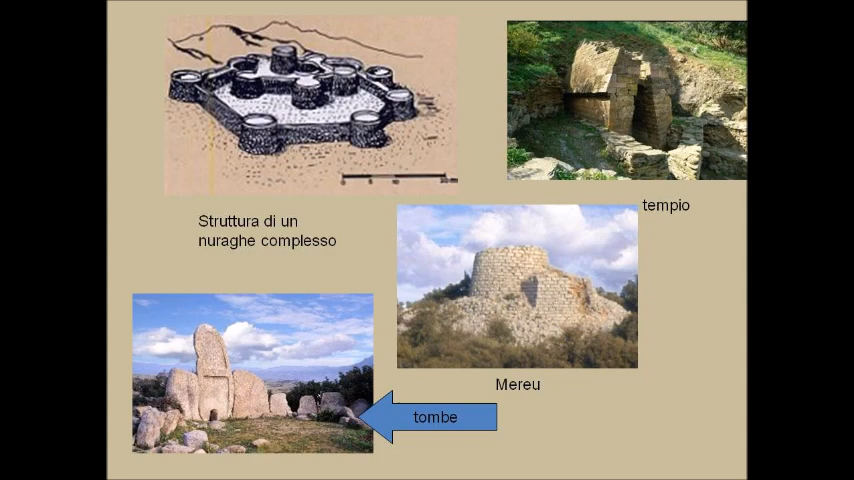 Struttura di un
nuraghe complesso
tempio
Mereu
tombe